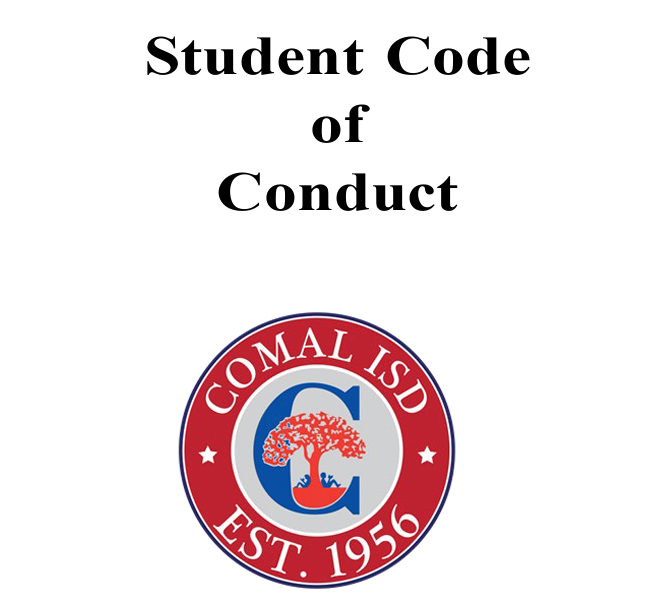 Student Code
of
Conduct
COMAL ISD
C
EST. 1956